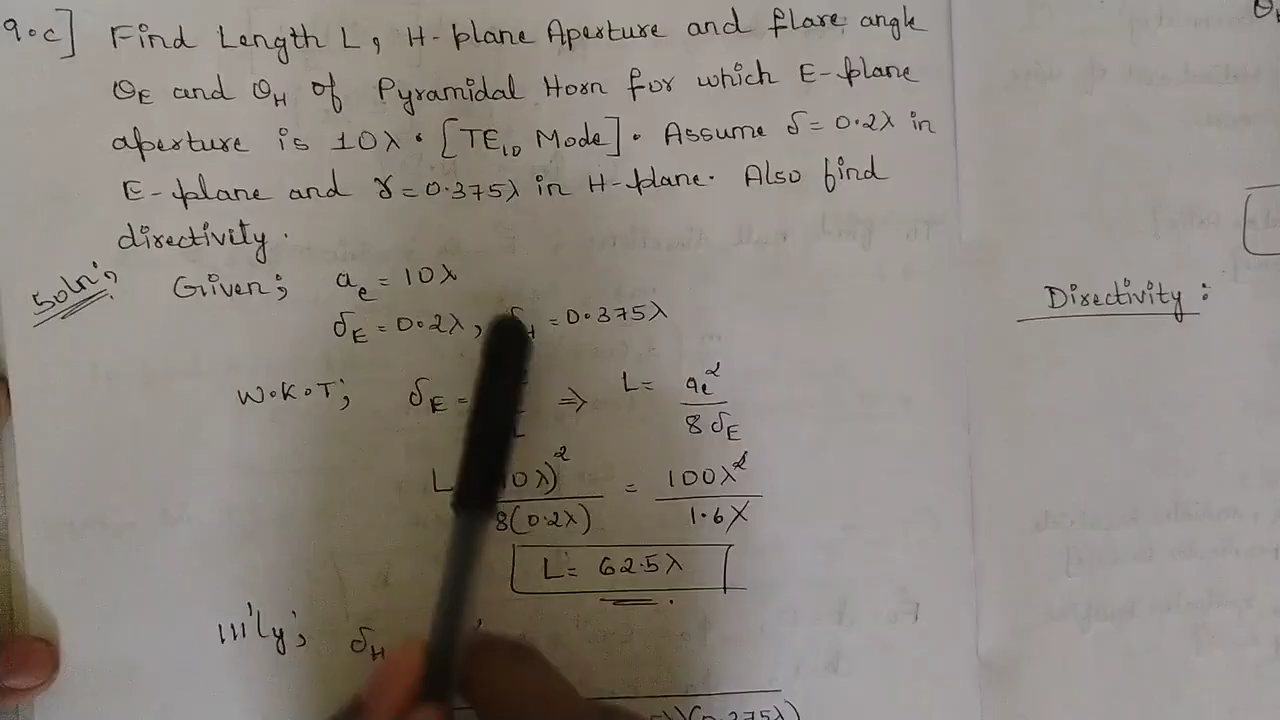 9.c] Find Length L, H-plane Aperture and flare angle
θE and θH of Pyramidal Horn for which E-plane
aperture is 10λ. [TE10 Mode]. Assume δ=0.2λ in
E-plane and γ=0.375λ in H-plane. Also find
directivity.
Soln;
Given; ae = 10λ
δE = 0.2λ, H = 0.375λ
W.K.T; δE = ⇒ L = ae²/8δE
L 0λ)²/8(0.2λ) = 100λ²/1.6λ
L = 62.5λ
III'ly; δH
)(0.375λ)
Directivity :